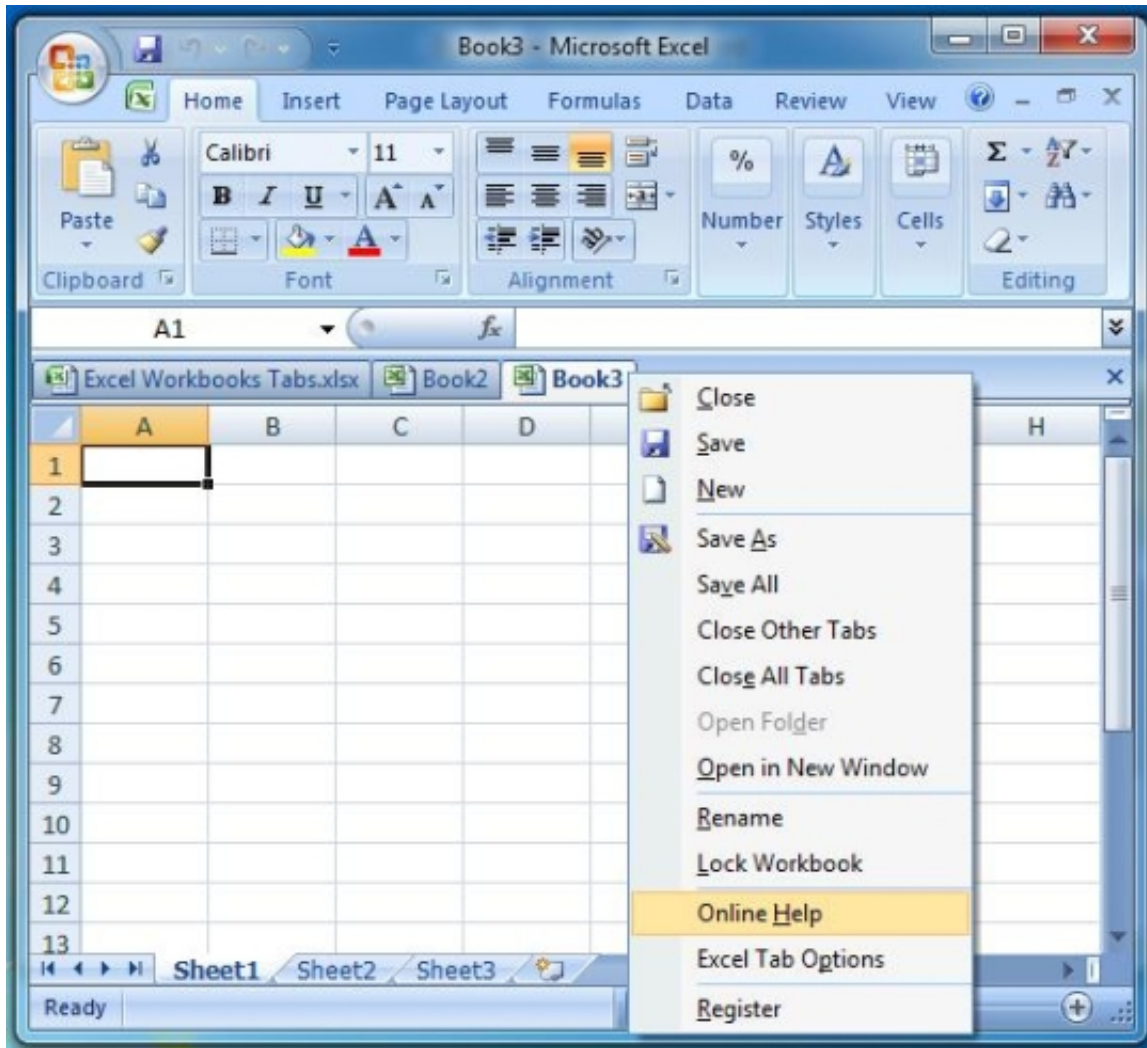 Book3 - Microsoft Excel
Home Insert Page Layout Formulas Data Review View
Calibri 11 % A Σ
B I U A A Number Styles Cells
Paste A
Clipboard Font Alignment Editing
A1 fx
Excel Workbooks Tabs.xlsx Book2 Book3
A B C D H
1
2
3
4
5
6
7
8
9
10
11
12
13
Close
Save
New
Save As
Save All
Close Other Tabs
Close All Tabs
Open Folder
Open in New Window
Rename
Lock Workbook
Online Help
Excel Tab Options
Register
Sheet1 Sheet2 Sheet3
Ready